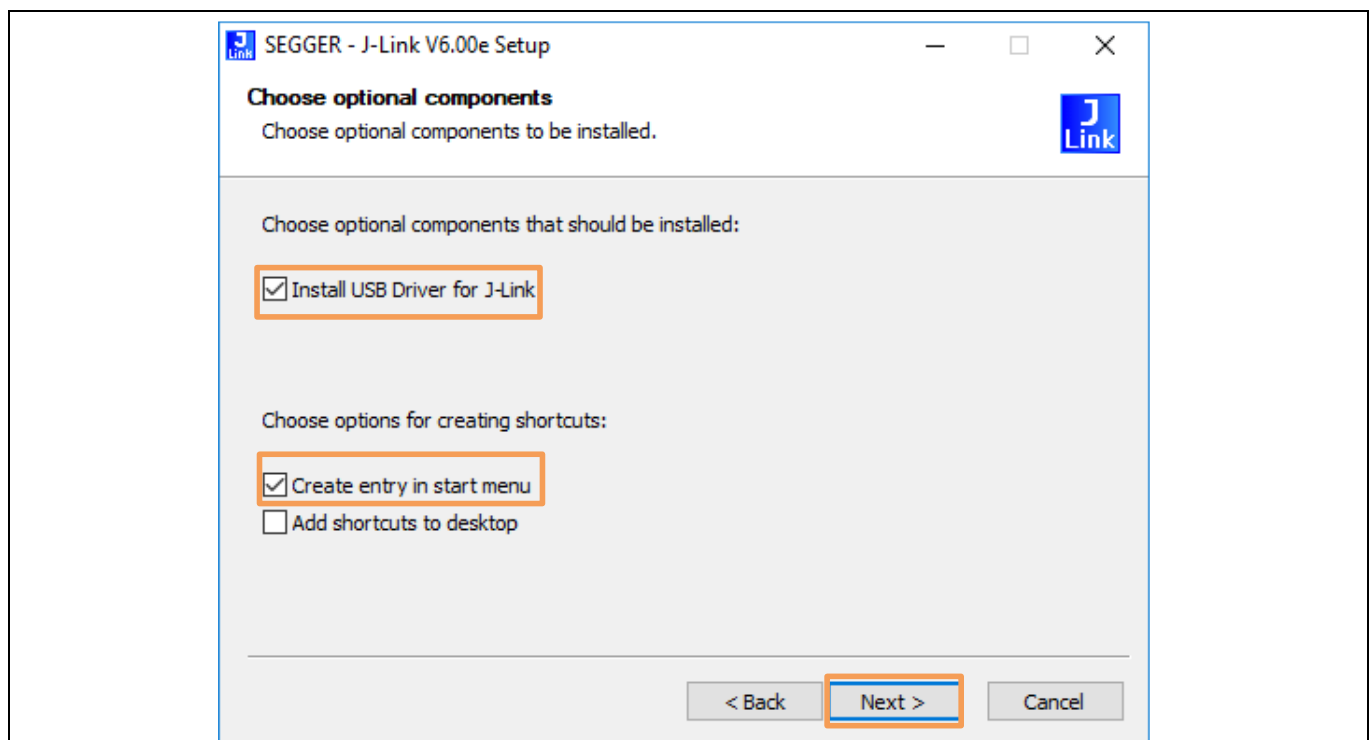 J
Link
SEGGER - J-Link V6.00e Setup
Choose optional components
Choose optional components to be installed.
J
Link
Choose optional components that should be installed:
Install USB Driver for J-Link
Choose options for creating shortcuts:
Create entry in start menu
Add shortcuts to desktop
< Back Next > Cancel